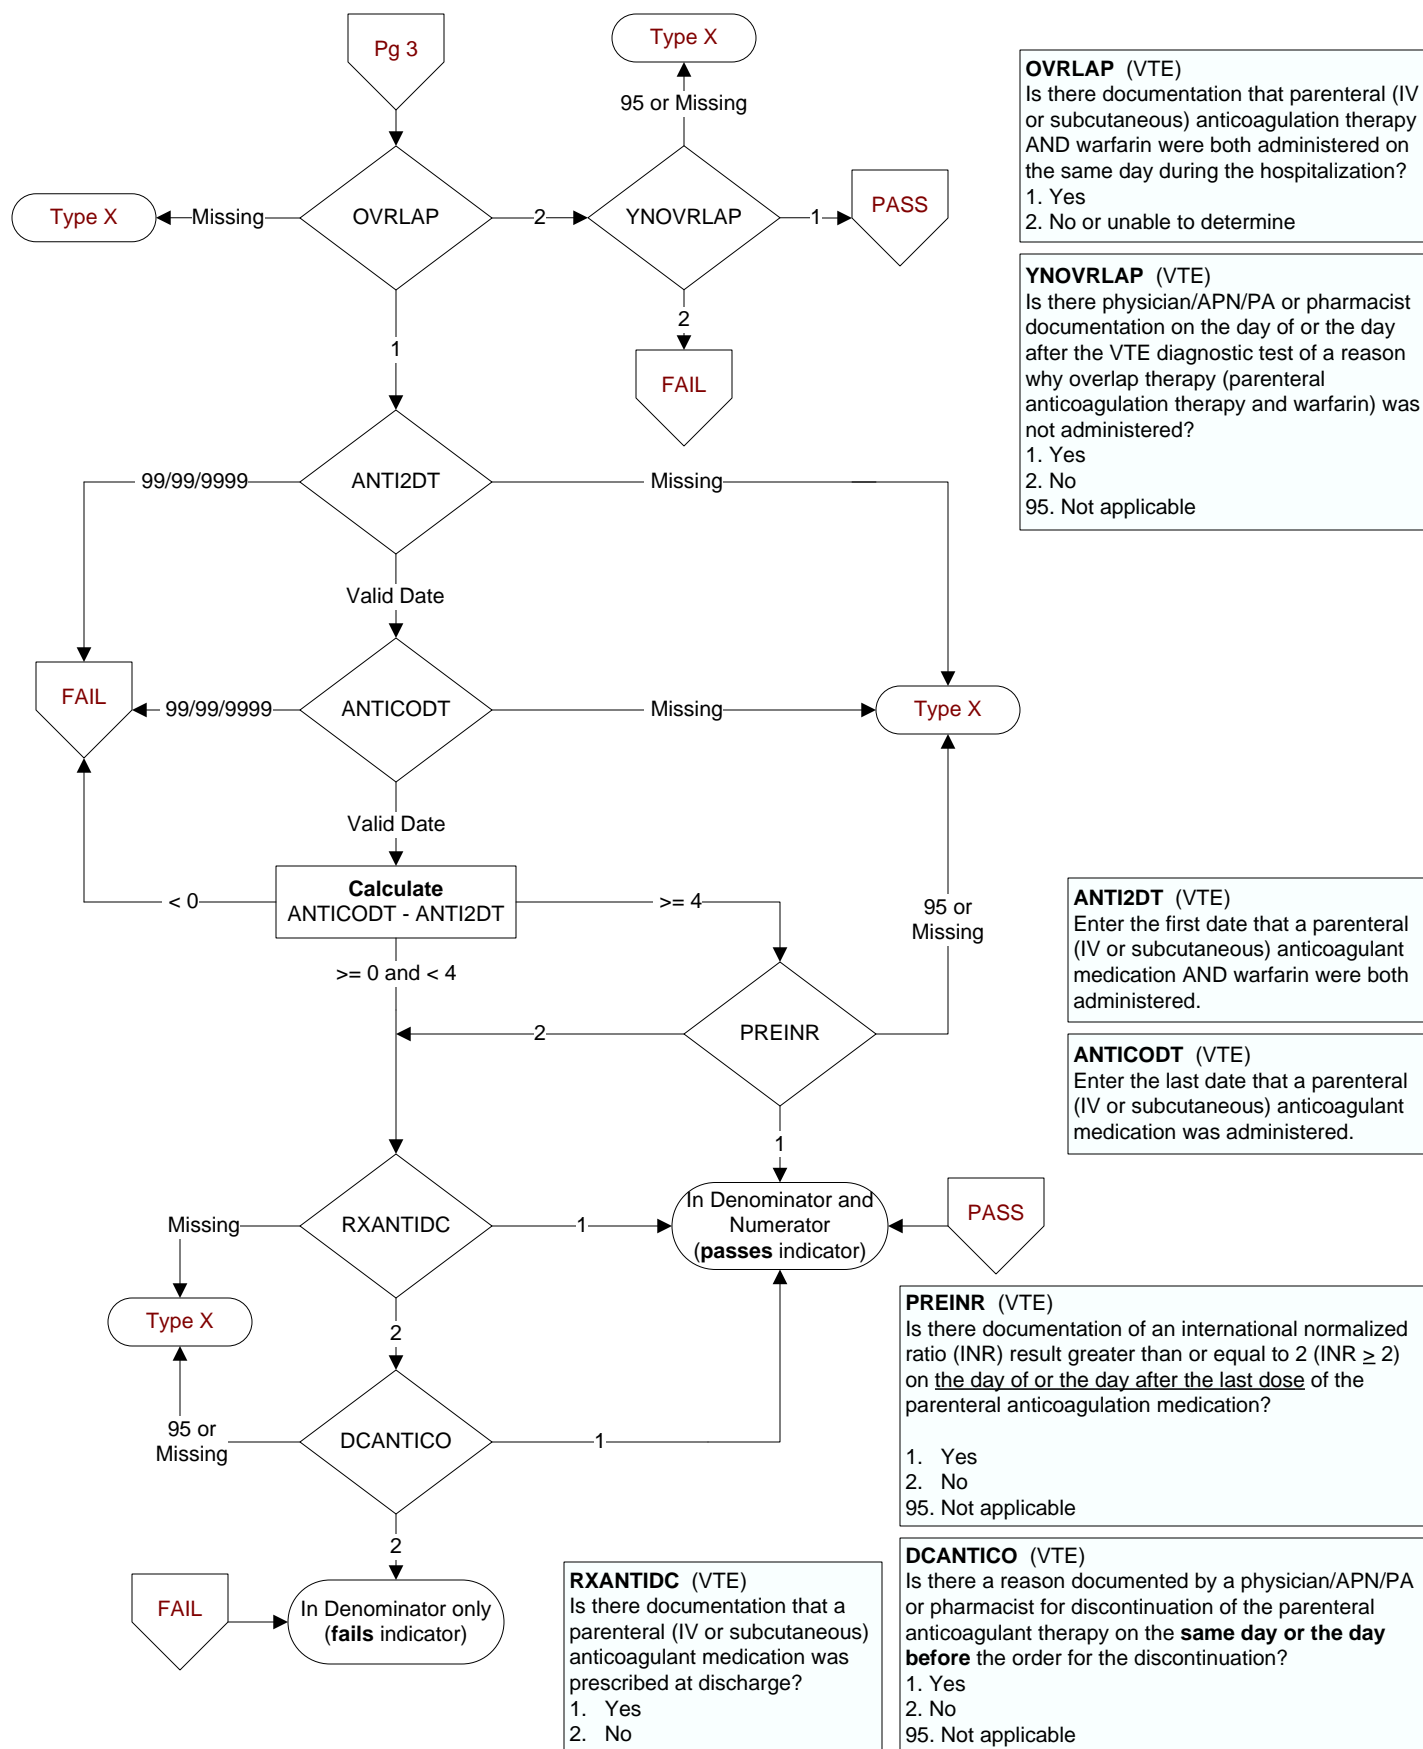 Pg 3
Type X
95 or Missing
Type X
Missing
OVRLAP
2
YNOVRLAP
1
PASS
2
FAIL
1
OVRLAP (VTE)
Is there documentation that parenteral (IV
or subcutaneous) anticoagulation therapy
AND warfarin were both administered on
the same day during the hospitalization?
1. Yes
2. No or unable to determine
YNOVRLAP (VTE)
Is there physician/APN/PA or pharmacist
documentation on the day of or the day
after the VTE diagnostic test of a reason
why overlap therapy (parenteral
anticoagulation therapy and warfarin) was
not administered?
1. Yes
2. No
95. Not applicable
99/99/9999
ANTI2DT
Missing
Valid Date
FAIL
99/99/9999
ANTICODT
Missing
Type X
Valid Date
< 0
Calculate
ANTICODT - ANTI2DT
>= 4
95 or
Missing
>= 0 and < 4
2
PREINR
1
ANTI2DT (VTE)
Enter the first date that a parenteral
(IV or subcutaneous) anticoagulant
medication AND warfarin were both
administered.
ANTICODT (VTE)
Enter the last date that a parenteral
(IV or subcutaneous) anticoagulant
medication was administered.
Missing
RXANTIDC
1
In Denominator and
Numerator
(passes indicator)
PASS
Type X
2
95 or
Missing
DCANTICO
1
2
FAIL
In Denominator only
(fails indicator)
PREINR (VTE)
Is there documentation of an international normalized
ratio (INR) result greater than or equal to 2 (INR ≥ 2)
on the day of or the day after the last dose of the
parenteral anticoagulation medication?
1. Yes
2. No
95. Not applicable
RXANTIDC (VTE)
Is there documentation that a
parenteral (IV or subcutaneous)
anticoagulant medication was
prescribed at discharge?
1. Yes
2. No
DCANTICO (VTE)
Is there a reason documented by a physician/APN/PA
or pharmacist for discontinuation of the parenteral
anticoagulant therapy on the same day or the day
before the order for the discontinuation?
1. Yes
2. No
95. Not applicable